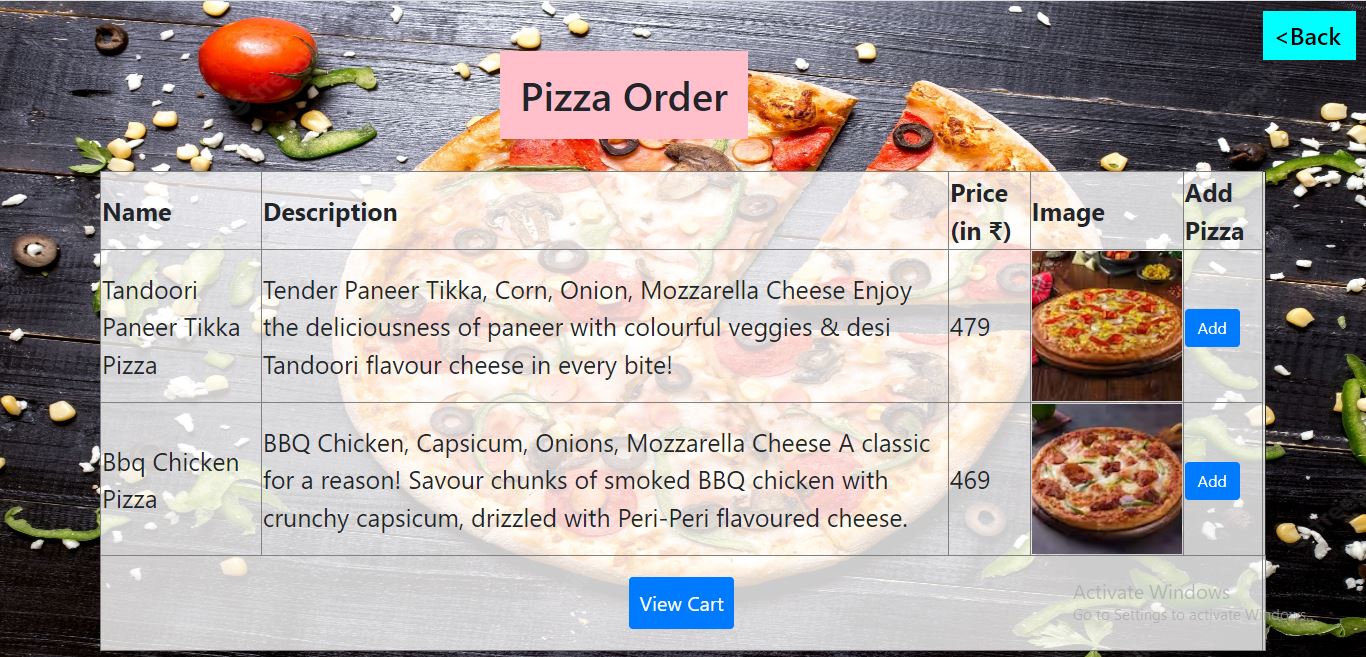 <Back
Pizza Order
Name Description Price (in ₹) Image Add Pizza
Tandoori Paneer Tikka Pizza
Tender Paneer Tikka, Corn, Onion, Mozzarella Cheese Enjoy
the deliciousness of paneer with colourful veggies & desi
Tandoori flavour cheese in every bite!
479
Add
Bbq Chicken
Pizza
BBQ Chicken, Capsicum, Onions, Mozzarella Cheese A classic
for a reason! Savour chunks of smoked BBQ chicken with
crunchy capsicum, drizzled with Peri-Peri flavoured cheese.
469
Add
View Cart
Activate Windows
Go to Settings to activate Windows.